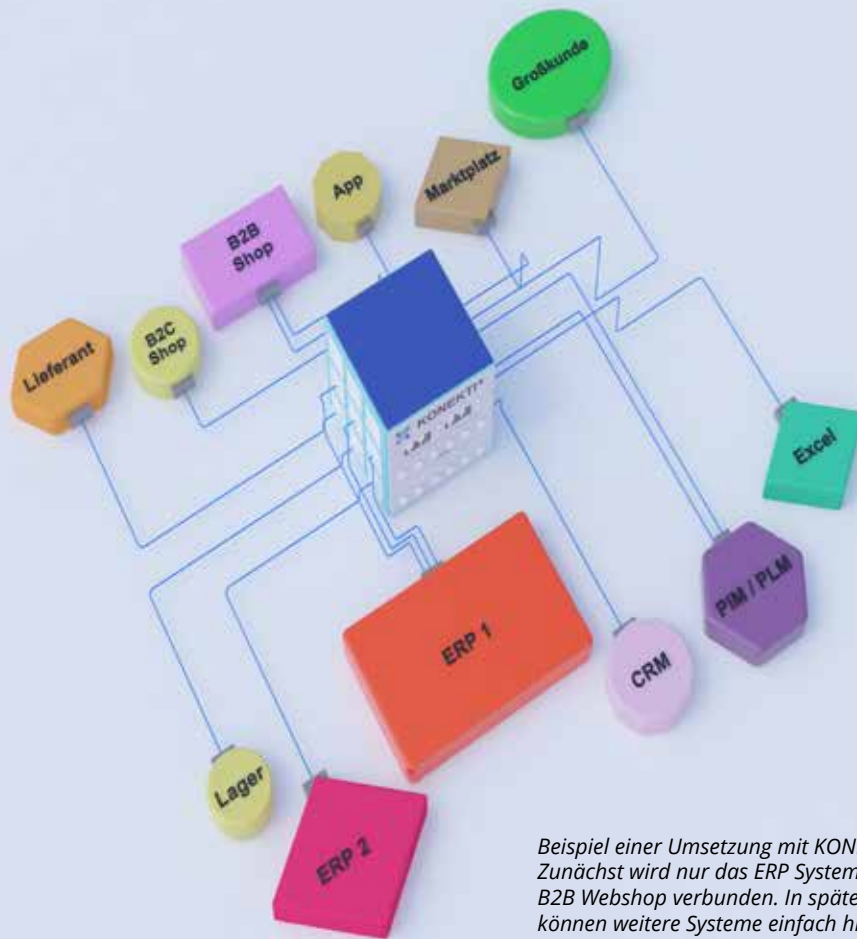 Großkunde
App
Marktplatz
B2B
Shop
B2C
Shop
Lieferant
KONEKTI
Excel
PIM / PLM
ERP 1
CRM
Lager
ERP 2
Beispiel einer Umsetzung mit KON
Zunächst wird nur das ERP System
B2B Webshop verbunden. In späte
können weitere Systeme einfach hi